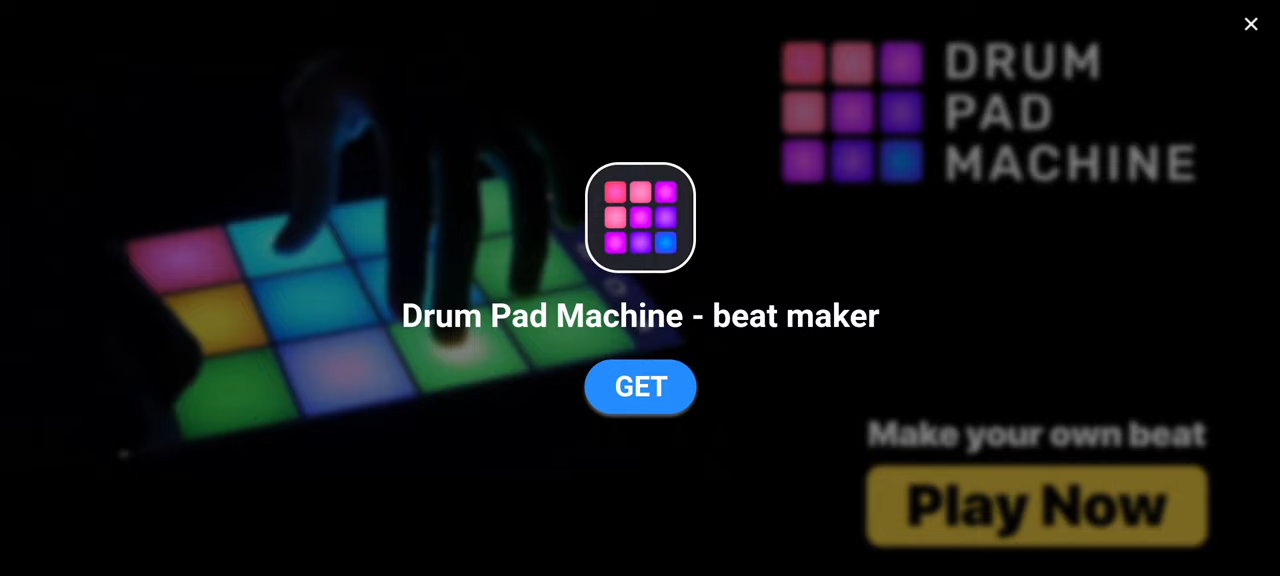 DRUM
PAD
MACHINE
Drum Pad Machine - beat maker
GET
Make your own beat
Play Now